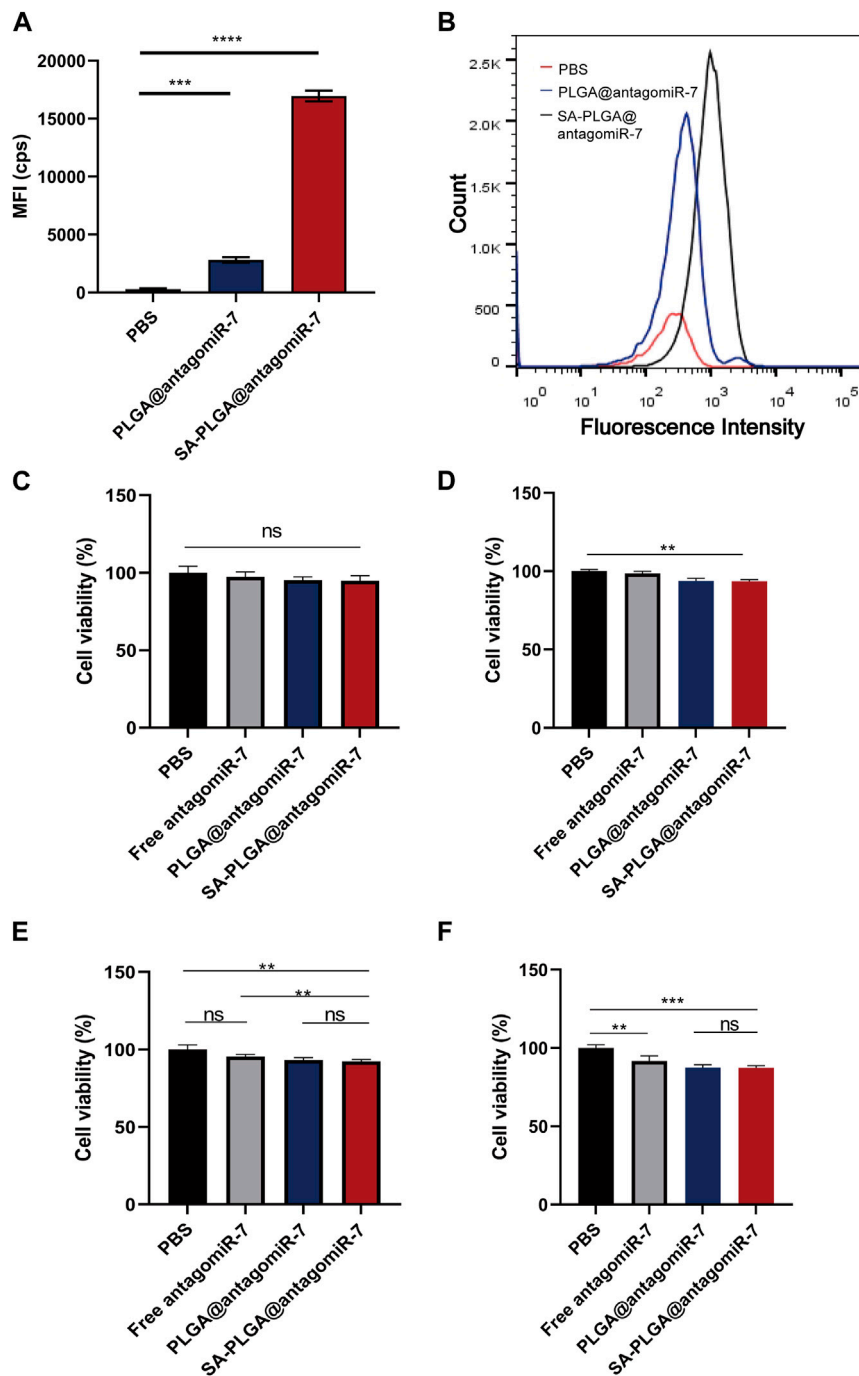 A
****
***
20000
15000
10000
5000
0
MFI (cps)
PBS
PLGA@antagomiR-7
SA-PLGA@antagomiR-7
B
PBS
PLGA@antagomiR-7
SA-PLGA@
antagomiR-7
2.5K
2.0K
1.5K
1.0K
500
0
Count
10^0 10^1 10^2 10^3 10^4 10^5
Fluorescence Intensity
C
150
100
50
0
Cell viability (%)
ns
PBS
Free antagomiR-7
PLGA@antagomiR-7
SA-PLGA@antagomiR-7
D
150
100
50
0
Cell viability (%)
**
PBS
Free antagomiR-7
PLGA@antagomiR-7
SA-PLGA@antagomiR-7
E
150
100
50
0
Cell viability (%)
**
**
ns
ns
PBS
Free antagomiR-7
PLGA@antagomiR-7
SA-PLGA@antagomiR-7
F
150
100
50
0
Cell viability (%)
***
**
ns
PBS
Free antagomiR-7
PLGA@antagomiR-7
SA-PLGA@antagomiR-7